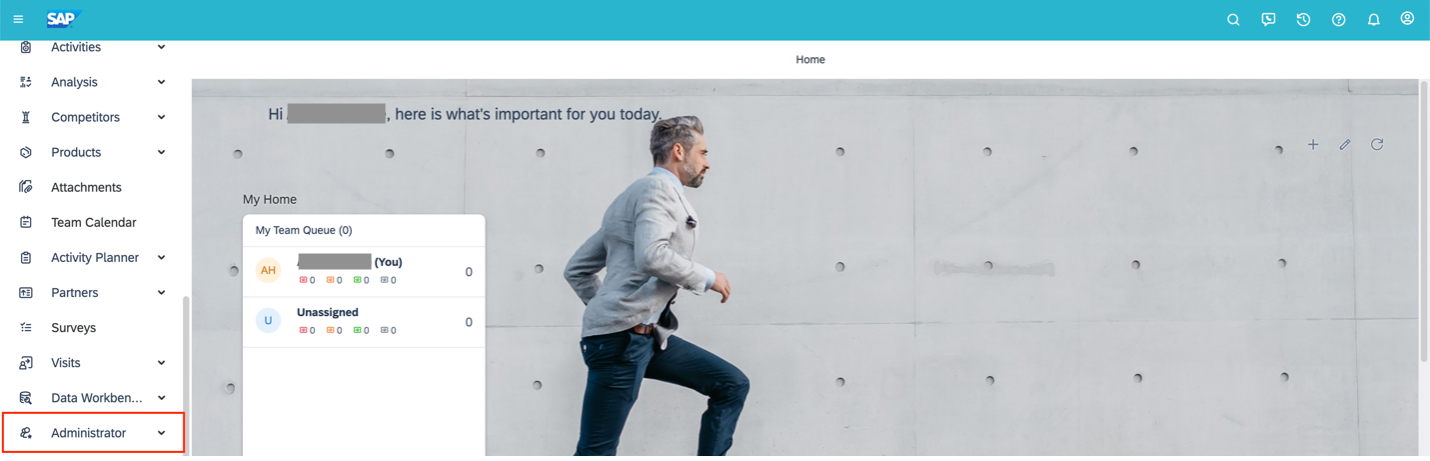 SAP
Activities
Analysis
Competitors
Products
Attachments
Team Calendar
Activity Planner
Partners
Surveys
Visits
Data Workben...
Administrator
Home
Hi , here is what's important for you today.
My Home
My Team Queue (0)
AH (You) 0
0 0 0 0
U Unassigned 0
0 0 0 0